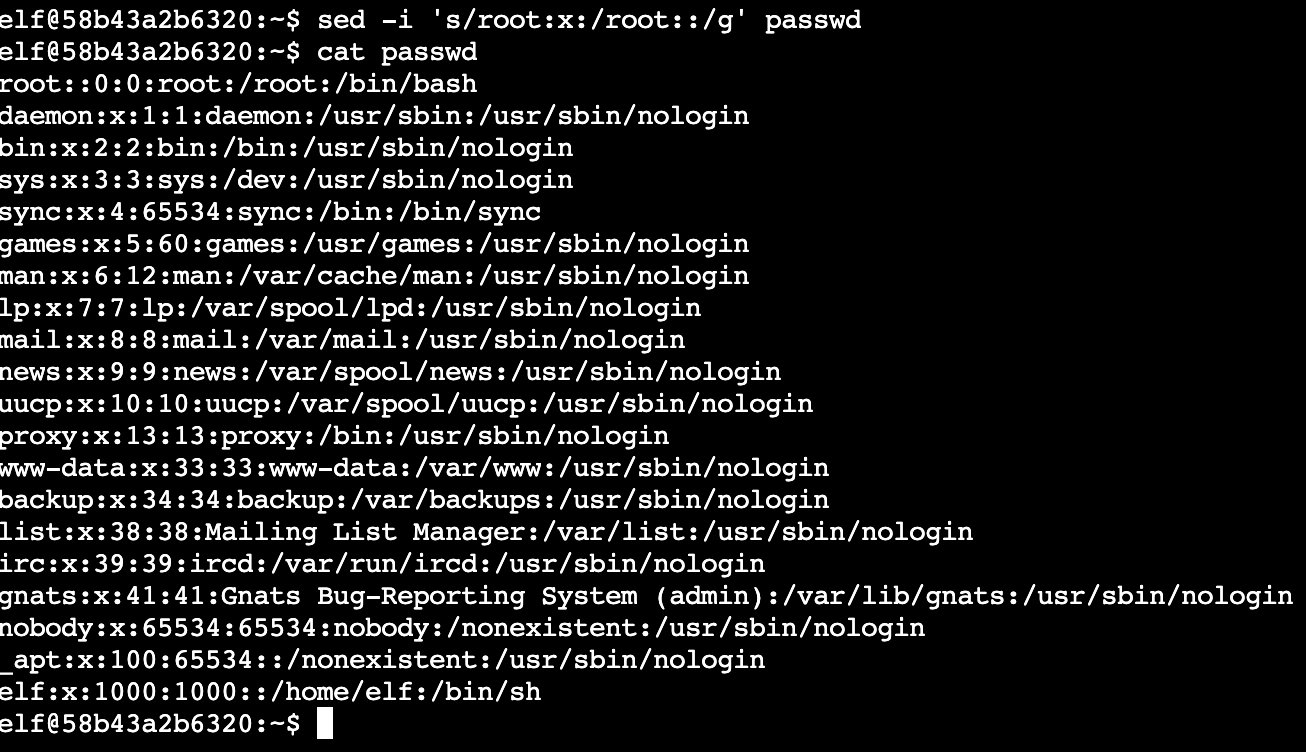 elf@58b43a2b6320:~$ sed -i 's/root:x:/root::/g' passwd
elf@58b43a2b6320:~$ cat passwd
root::0:0:root:/root:/bin/bash
daemon:x:1:1:daemon:/usr/sbin:/usr/sbin/nologin
bin:x:2:2:bin:/bin:/usr/sbin/nologin
sys:x:3:3:sys:/dev:/usr/sbin/nologin
sync:x:4:65534:sync:/bin:/bin/sync
games:x:5:60:games:/usr/games:/usr/sbin/nologin
man:x:6:12:man:/var/cache/man:/usr/sbin/nologin
lp:x:7:7:lp:/var/spool/lpd:/usr/sbin/nologin
mail:x:8:8:mail:/var/mail:/usr/sbin/nologin
news:x:9:9:news:/var/spool/news:/usr/sbin/nologin
uucp:x:10:10:uucp:/var/spool/uucp:/usr/sbin/nologin
proxy:x:13:13:proxy:/bin:/usr/sbin/nologin
www-data:x:33:33:www-data:/var/www:/usr/sbin/nologin
backup:x:34:34:backup:/var/backups:/usr/sbin/nologin
list:x:38:38:Mailing List Manager:/var/list:/usr/sbin/nologin
irc:x:39:39:ircd:/var/run/ircd:/usr/sbin/nologin
gnats:x:41:41:Gnats Bug-Reporting System (admin):/var/lib/gnats:/usr/sbin/nologin
nobody:x:65534:65534:nobody:/nonexistent:/usr/sbin/nologin
_apt:x:100:65534::/nonexistent:/usr/sbin/nologin
elf:x:1000:1000::/home/elf:/bin/sh
elf@58b43a2b6320:~$